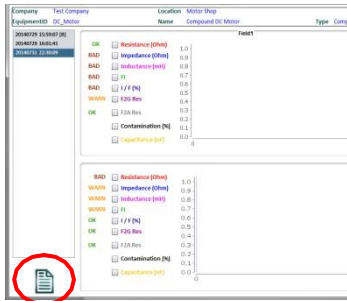 Company Test Company Location Motor Shop
EquipmentID DC_Motor Name Compound DC Motor Type Com
20140729 15:59:07 [B]
20140729 16:01:41
20140731 22:30:09
Field1
OK Resistance (Ohm)
BAD Impedance (Ohm)
BAD Inductance (mH)
BAD FI
BAD I / F (%)
WARN F2G Res
OK F2A Res
Contamination (%)
Capacitance (nF)
1.0
0.9
0.8
0.7
0.6
0.5
0.4
0.3
0.2
0.1
0.0
0
BAD Resistance (Ohm)
WARN Impedance (Ohm)
WARN Inductance (mH)
WARN FI
OK I / F (%)
OK F2G Res
OK F2A Res
Contamination (%)
Capacitance (nF)
1.0
0.9
0.8
0.7
0.6
0.5
0.4
0.3
0.2
0.1
0.0
0